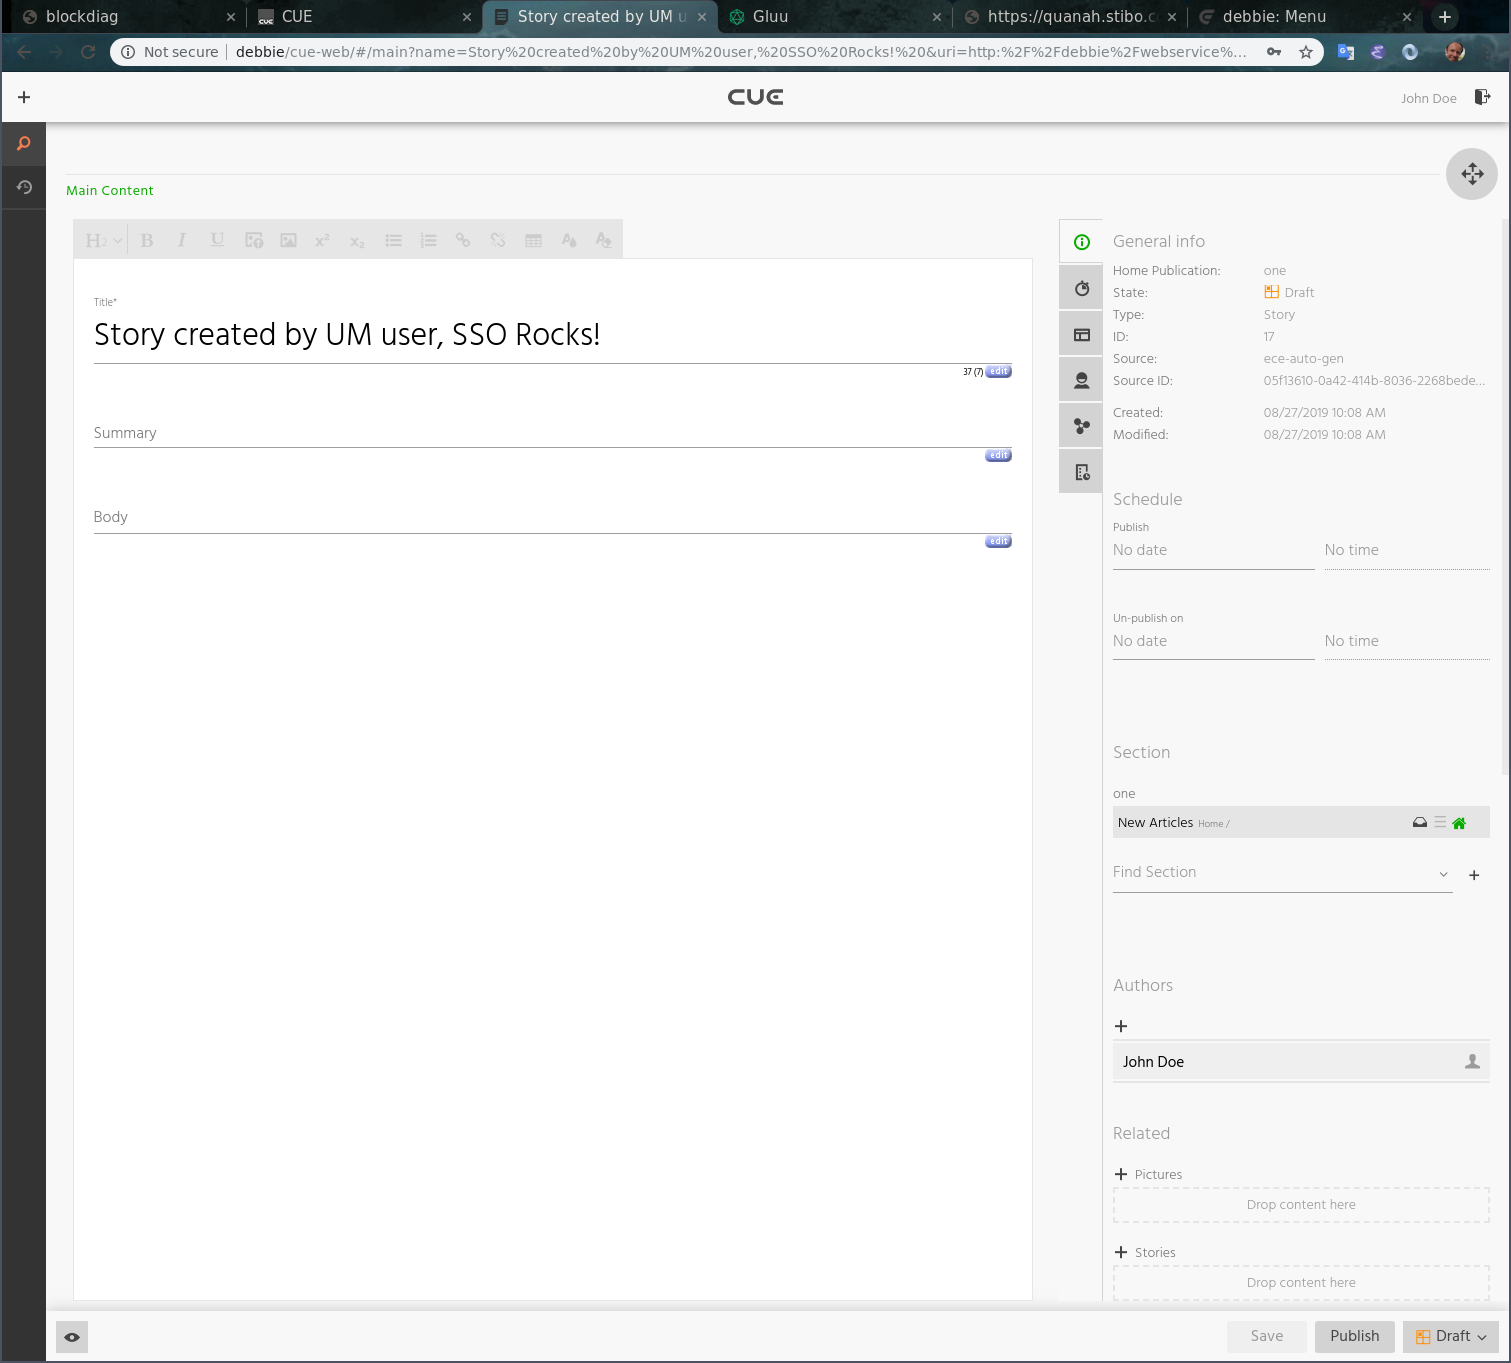 blockdiag
CUE
Story created by UM u
Gluu
https://quanah.stibo.c
debbie: Menu
Not secure
debbie/cue-web/#/main?name=Story%20created%20by%20UM%20user,%20SSO%20Rocks!%20&uri=http:%2F%2Fdebbie%2Fwebservice%...
CUE
John Doe
Main Content
H2 B I U x² x₂
Title*
Story created by UM user, SSO Rocks!
37 (7) edit
Summary
edit
Body
edit
General info
Home Publication: one
State: Draft
Type: Story
ID: 17
Source: ece-auto-gen
Source ID: 05f13610-0a42-414b-8036-2268bede...
Created: 08/27/2019 10:08 AM
Modified: 08/27/2019 10:08 AM
Schedule
Publish
No date No time
Un-publish on
No date No time
Section
one
New Articles Home /
Find Section
Authors
John Doe
Related
Pictures
Drop content here
Stories
Drop content here
Save Publish Draft